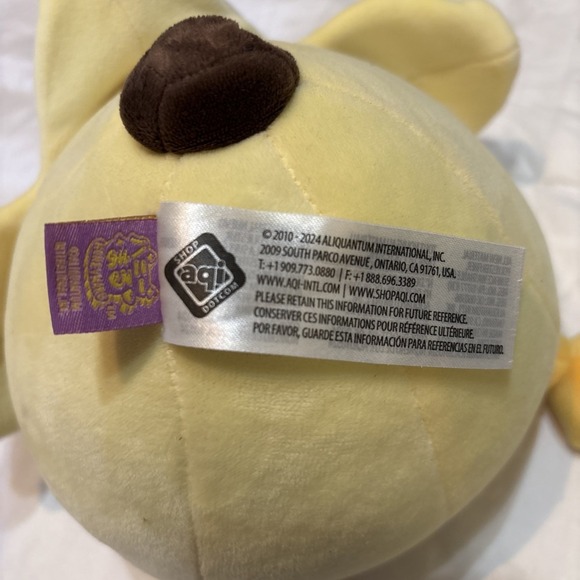 SHOP
aqi
DOTCOM
©2010 - 2024 ALIQUANTUM INTERNATIONAL, INC.
2009 SOUTH PARCO AVENUE, ONTARIO, CA 91761, USA.
T: +1 909.773.0880 | F: +1 888.696.3389
WWW.AQI-INTL.COM | WWW.SHOPAQI.COM
PLEASE RETAIN THIS INFORMATION FOR FUTURE REFERENCE.
CONSERVER CES INFORMATIONS POUR RÉFÉRENCE ULTÉRIEURE.
POR FAVOR, GUARDE ESTA INFORMACIÓN PARA REFERENCIAS EN EL FUTURO.